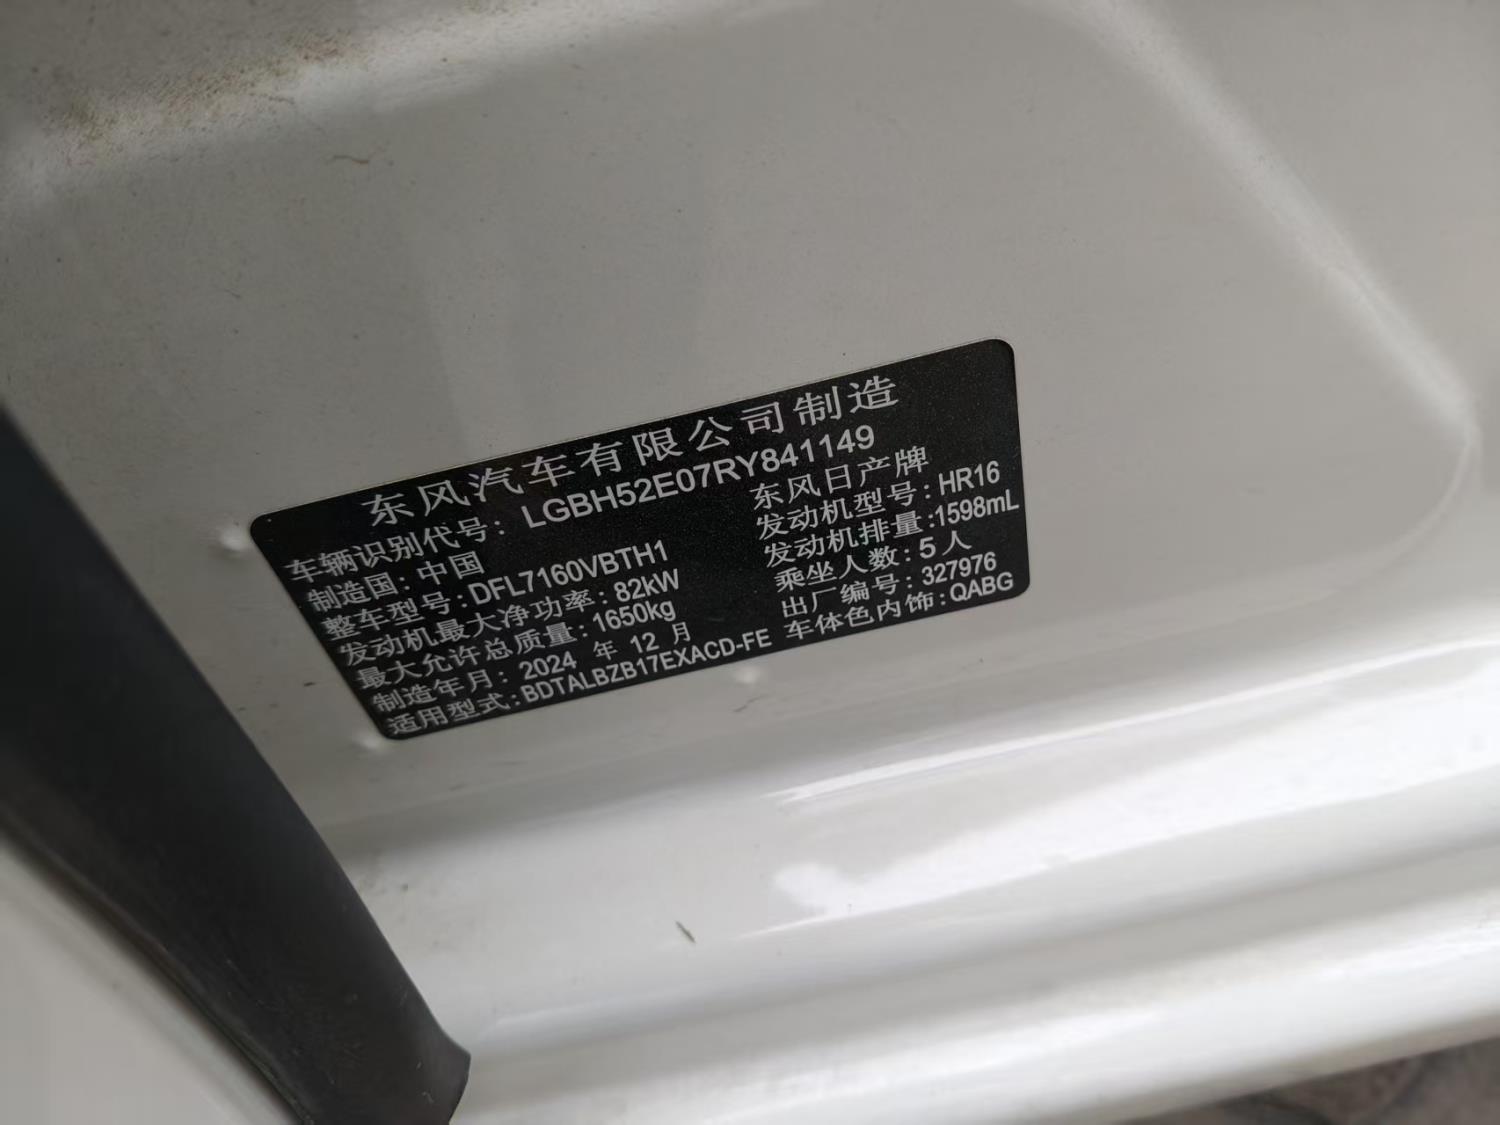 东风汽车有限公司制造
车辆识别代号: LGBH52E07RY841149
制造国: 中国 东风日产牌
整车型号: DFL7160VBTH1 发动机型号: HR16
发动机最大净功率: 82kW 发动机排量: 1598mL
最大允许总质量: 1650kg 乘坐人数: 5 人
制造年月: 2024 年 12 月 出厂编号: 327976
适用型式: BDTALBZB17EXACD-FE 车体色内饰: QABG